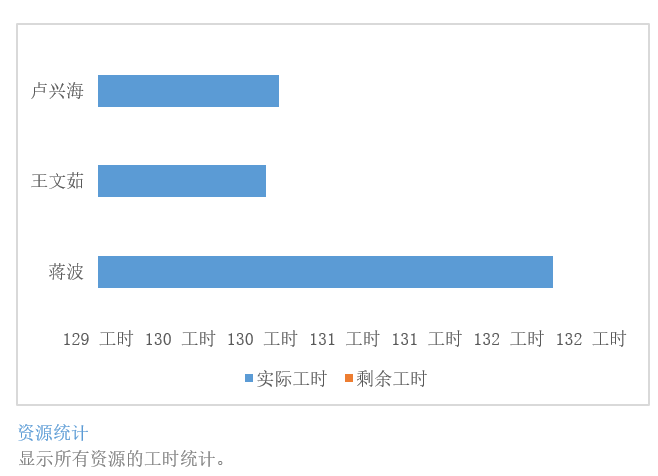 卢兴海
王文茹
蒋波
129 工时 130 工时 130 工时 131 工时 131 工时 132 工时 132 工时
实际工时 剩余工时
资源统计
显示所有资源的工时统计。